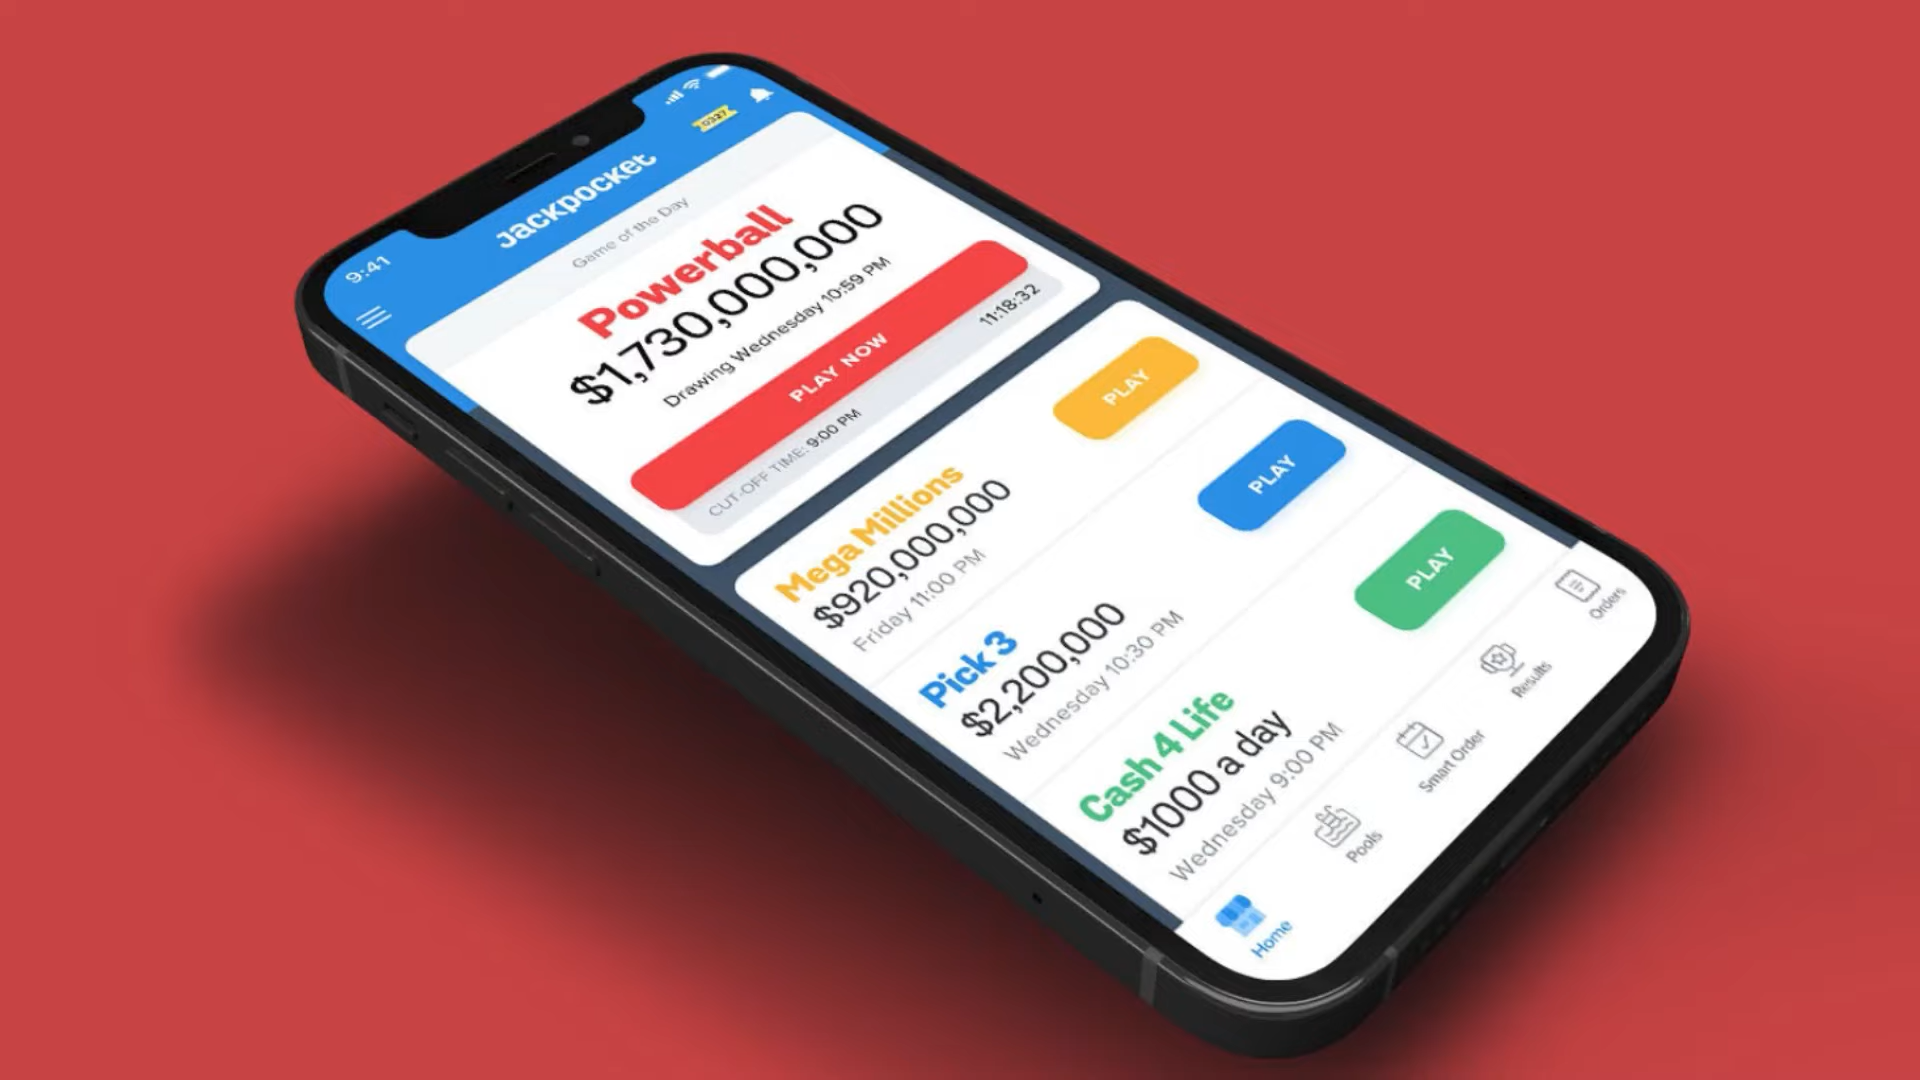 9:41
0327
Jackpocket
Game of the Day
Powerball
$1,730,000,000
Drawing Wednesday 10:59 PM
PLAY NOW
CUT-OFF TIME: 9:00 PM
11:18:32
Mega Millions
$920,000,000
Friday 11:00 PM
PLAY
Pick 3
$2,200,000
Wednesday 10:30 PM
PLAY
Cash 4 Life
$1000 a day
Wednesday 9:00 PM
PLAY
Home
Pools
Smart Order
Results
Orders